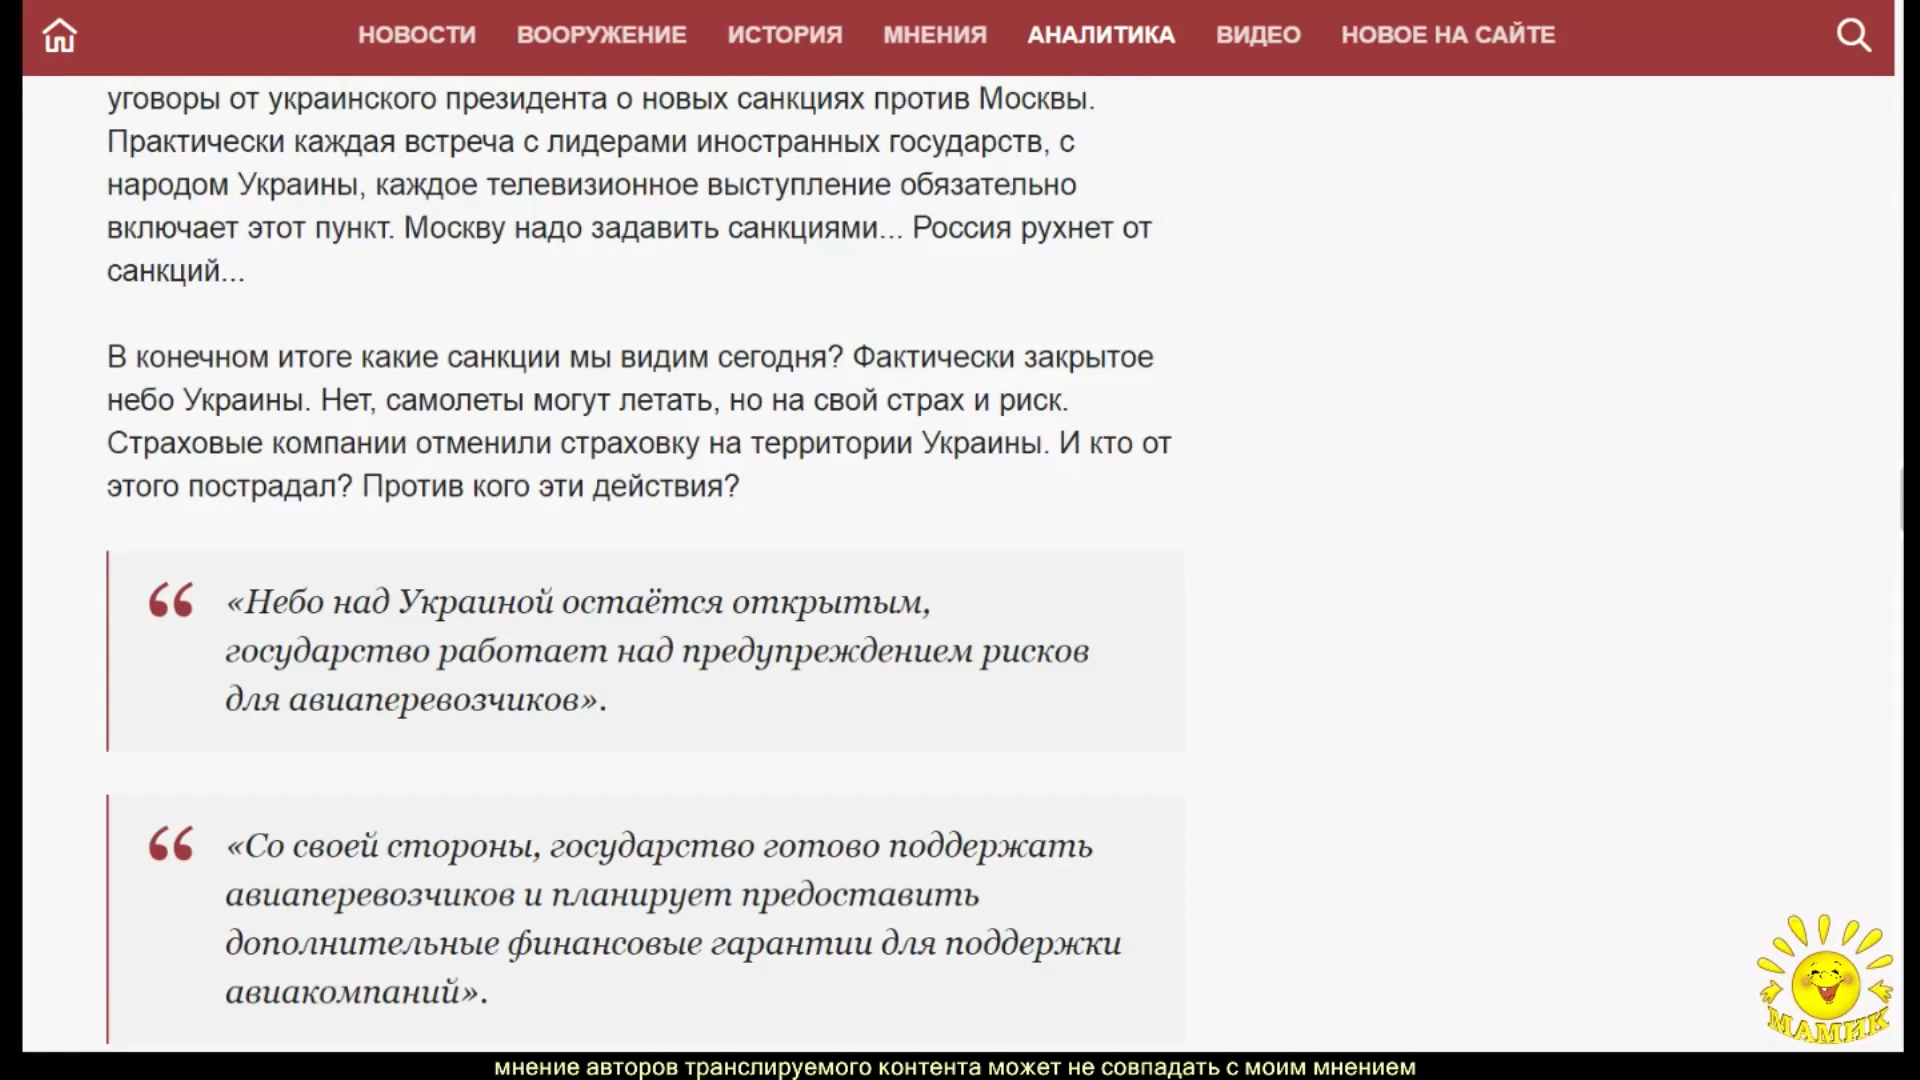 НОВОСТИ ВООРУЖЕНИЕ ИСТОРИЯ МНЕНИЯ АНАЛИТИКА ВИДЕО НОВОЕ НА САЙТЕ
уговоры от украинского президента о новых санкциях против Москвы.
Практически каждая встреча с лидерами иностранных государств, с
народом Украины, каждое телевизионное выступление обязательно
включает этот пункт. Москву надо задавить санкциями... Россия рухнет от
санкций...
В конечном итоге какие санкции мы видим сегодня? Фактически закрытое
небо Украины. Нет, самолеты могут летать, но на свой страх и риск.
Страховые компании отменили страховку на территории Украины. И кто от
этого пострадал? Против кого эти действия?
«Небо над Украиной остаётся открытым,
государство работает над предупреждением рисков
для авиаперевозчиков».
«Со своей стороны, государство готово поддержать
авиаперевозчиков и планирует предоставить
дополнительные финансовые гарантии для поддержки
авиакомпаний».
МАМИК
мнение авторов транслируемого контента может не совпадать с моим мнением